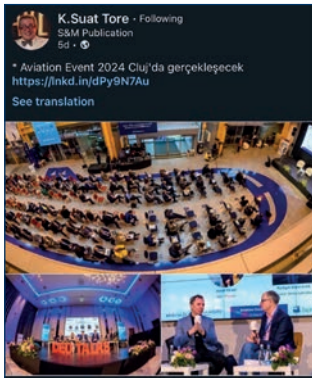 K.Suat Tore • Following
S&M Publication
5d •
* Aviation Event 2024 Cluj'da gerçekleşecek
https://lnkd.in/dPy9N7Au
See translation